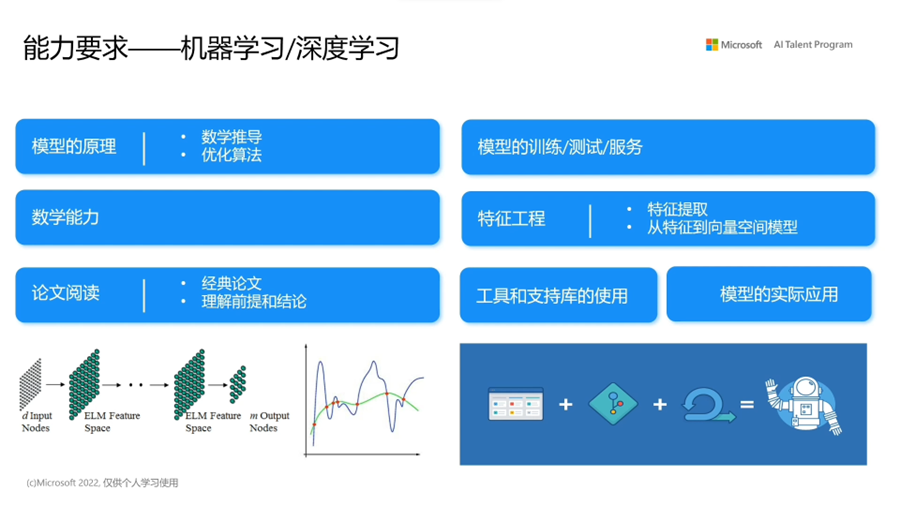 能力要求——机器学习/深度学习
Microsoft AI Talent Program
模型的原理
• 数学推导
• 优化算法
数学能力
论文阅读
• 经典论文
• 理解前提和结论
模型的训练/测试/服务
特征工程
• 特征提取
• 从特征到向量空间模型
工具和支持库的使用
模型的实际应用
d Input
Nodes
ELM Feature
Space
ELM Feature
Space
m Output
Nodes
(c)Microsoft 2022, 仅供个人学习使用